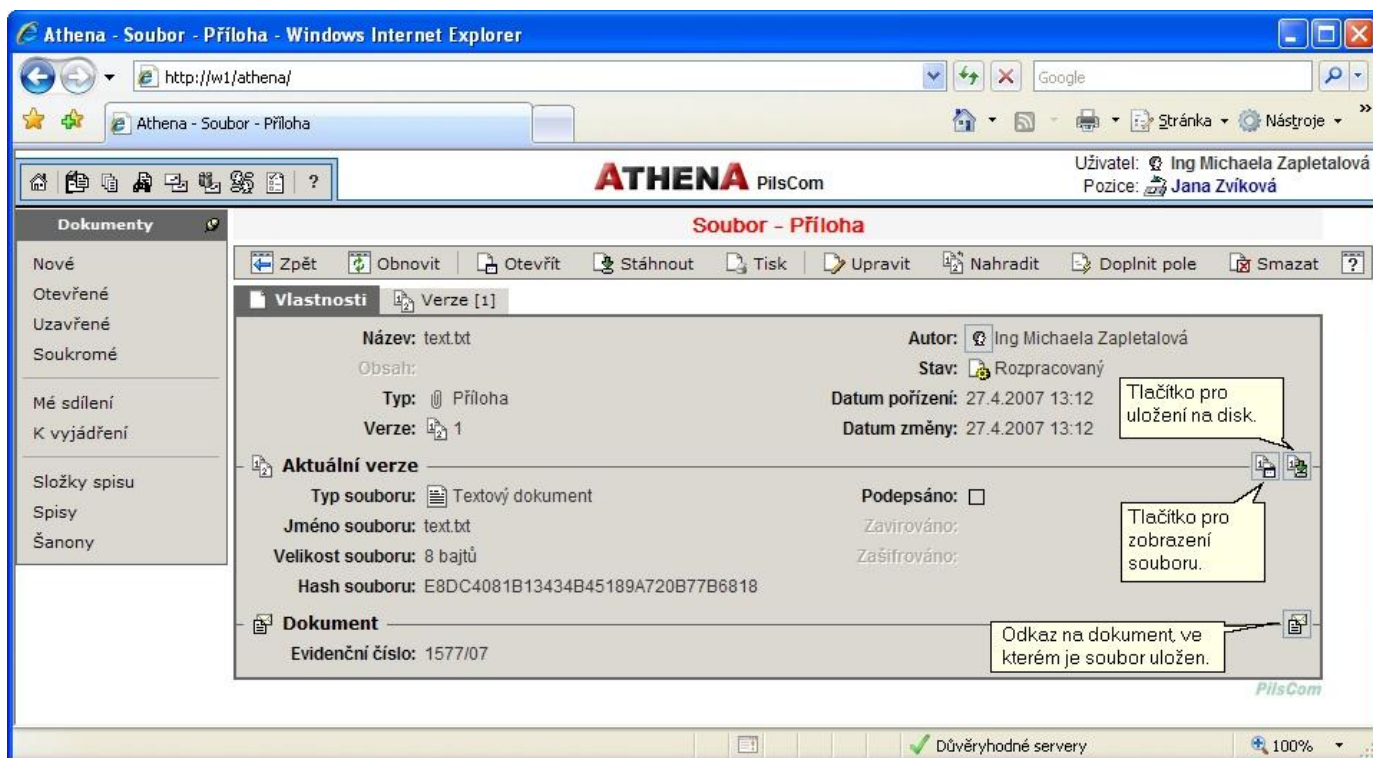 Athena - Soubor - Příloha - Windows Internet Explorer
http://w1/athena/
Google
Athena - Soubor - Příloha
Stránka
Nástroje
»
?
ATHENA PilsCom
Uživatel: Ing Michaela Zapletalová
Pozice: Jana Zvíková
Dokumenty
Soubor - Příloha
Nové
Otevřené
Uzavřené
Soukromé
Mé sdílení
K vyjádření
Složky spisu
Spisy
Šanony
Zpět Obnovit Otevřít Stáhnout Tisk Upravit Nahradit Doplnit pole Smazat ?
Vlastnosti Verze [1]
Název: text.txt
Obsah:
Typ: Příloha
Verze: 1
Autor: Ing Michaela Zapletalová
Stav: Rozpracovaný
Datum pořízení: 27.4.2007 13:12
Datum změny: 27.4.2007 13:12
Tlačítko pro
uložení na disk.
Aktuální verze
Typ souboru: Textový dokument
Jméno souboru: text.txt
Velikost souboru: 8 bajtů
Hash souboru: E8DC4081B13434B45189A720B77B6818
Podepsáno:
Zavirováno:
Zašifrováno:
Tlačítko pro
zobrazení
souboru.
Dokument
Evidenční číslo: 1577/07
Odkaz na dokument, ve
kterém je soubor uložen.
PilsCom
Důvěryhodné servery
100%